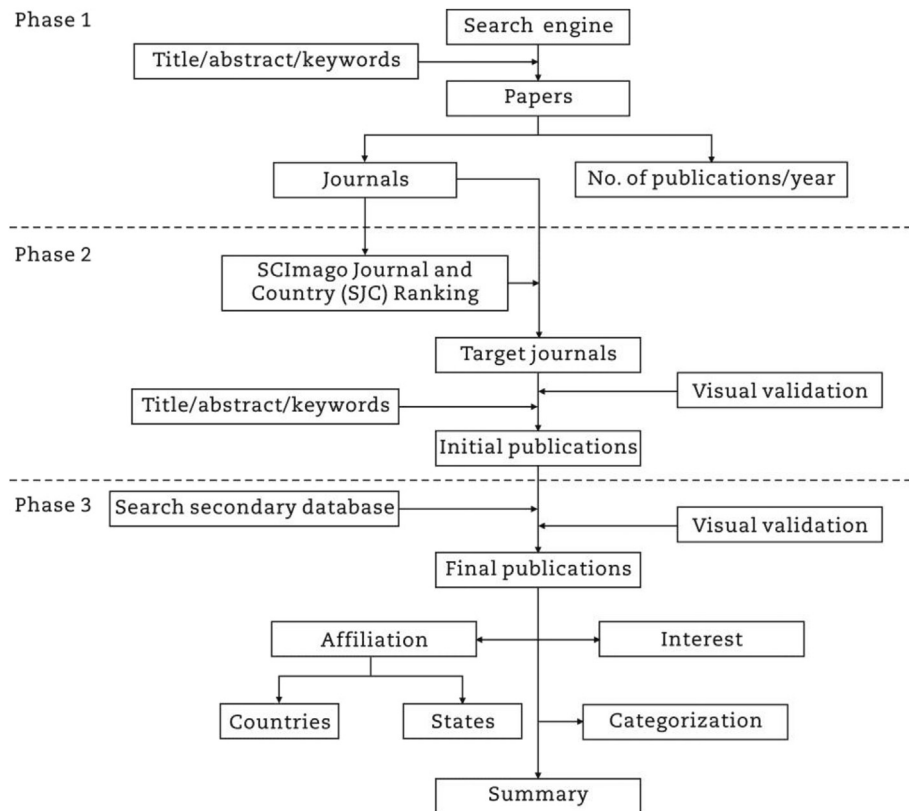 Phase 1
Search engine
Title/abstract/keywords
Papers
Journals
No. of publications/year
Phase 2
SCImago Journal and
Country (SJC) Ranking
Target journals
Visual validation
Title/abstract/keywords
Initial publications
Phase 3
Search secondary database
Visual validation
Final publications
Affiliation
Interest
Countries
States
Categorization
Summary